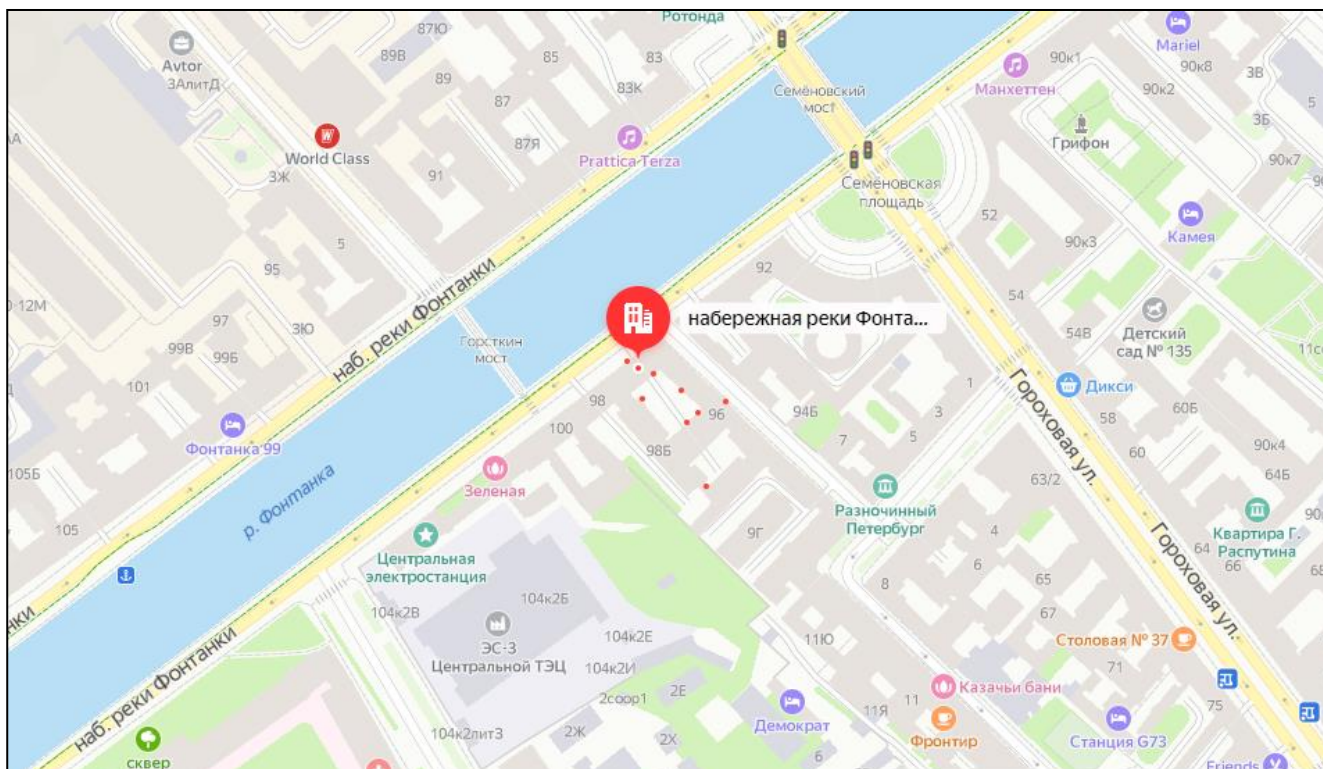 Ротонда
87Ю
89В
85
83
Avtor
3АлитД
89
83К
87
Семёновский
мост
Манхеттен
90к1
Mariel
90к8
3В
90к2
5
3Б
World Class
87Я
Prattica Terza
3Ж
91
Грифон
90к7
Семёновская
площадь
52
90к3
Камея
5
95
наб. реки Фонтанки
92
набережная реки Фонта...
54
54В
Детский
сад № 135
97
3Ю
99В
99Б
101
Горсткин
мост
98
100
96
94Б
1
3
5
7
Дикси
58
60Б
60
90к4
64Б
Гороховая ул.
Фонтанка 99
105Б
98Б
Зеленая
63/2
р. Фонтанка
105
Разночинный
Петербург
9Г
4
6
8
Квартира Г.
Распутина
64
66
Центральная
электростанция
65
67
Гороховая ул.
104к2В
104к2Б
ЭС-3
Центральной ТЭЦ
104к2Е
104к2И
11Ю
Столовая № 37
71
наб. реки Фонтанки
2соор1
2Е
Казачьи бани
11
11Я
75
104к2лит3
2Ж
2Х
Демократ
6
Фронтир
Станция G73
сквер
Friends